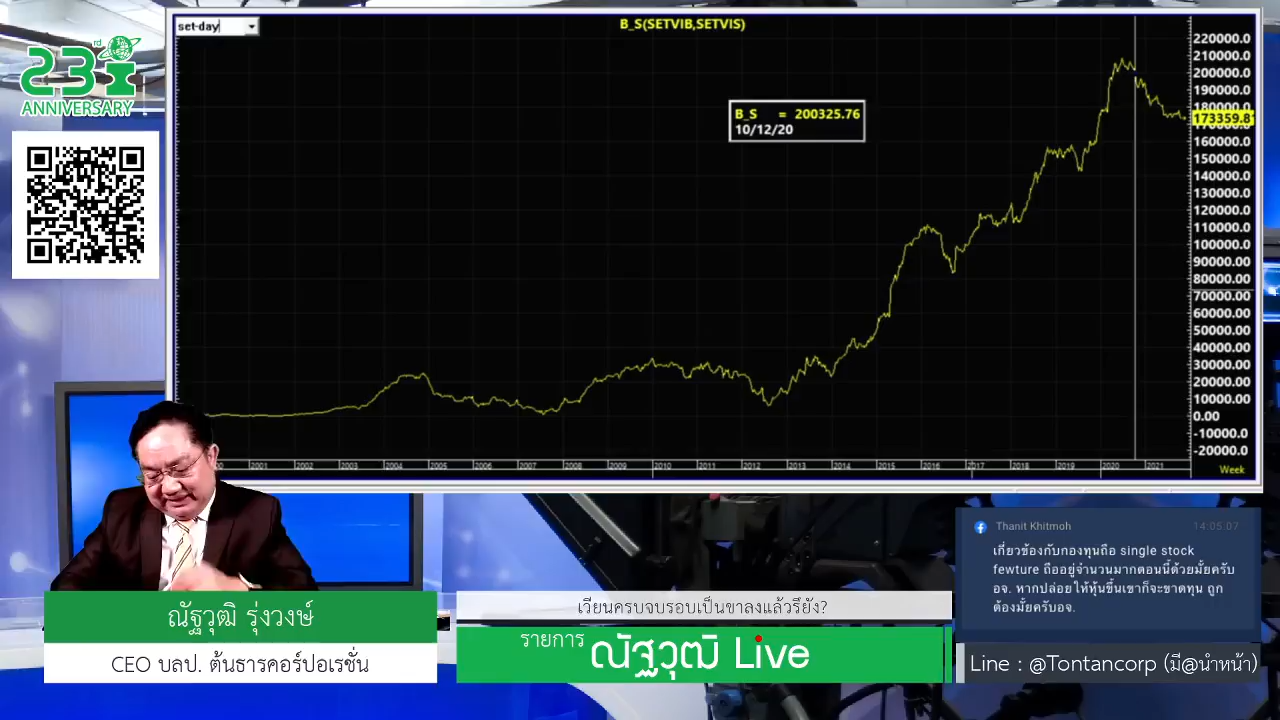 set-day
B_S(SETVIB,SETVIS)
23rd
ANNIVERSARY
B_S = 200325.76
10/12/20
220000.0
210000.0
200000.0
190000.0
180000.0
173359.81
170000.0
160000.0
150000.0
140000.0
130000.0
120000.0
110000.0
100000.0
90000.00
80000.00
70000.00
60000.00
50000.00
40000.00
30000.00
20000.00
10000.00
0.00
-10000.0
-20000.0
2001 2002 2003 2004 2005 2006 2007 2008 2009 2010 2011 2012 2013 2014 2015 2016 2017 2018 2019 2020 2021
Week
Thanit Khitmoh 14:05:07
เกี่ยวข้องกับกองทุนถือ single stock
fewture ถืออยู่จำนวนมากตอนนี้ด้วยมั้ยครับ
อจ. หากปล่อยให้หุ้นขึ้นเขาก็จะขาดทุน ถูก
ต้องมั้ยครับอจ.
ณัฐวุฒิ รุ่งวงษ์
CEO บลป. ต้นธารคอร์ปอเรชั่น
เวียนครบจบรอบเป็นขาลงแล้วรึยัง?
รายการ ณัฐวุฒิ Live
Line : @Tontancorp (มี@นำหน้า)